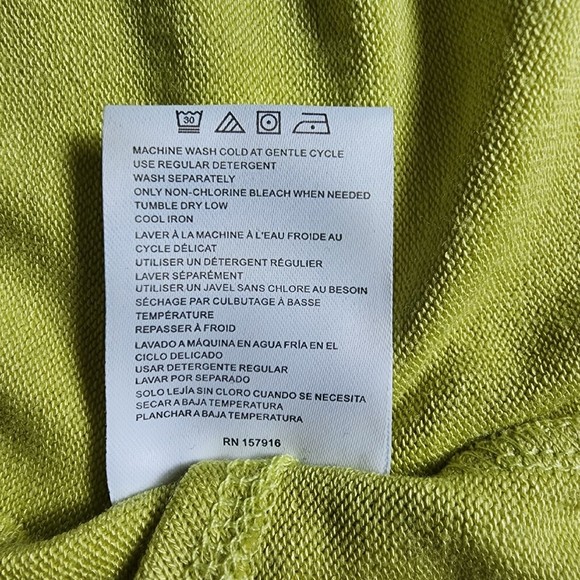 30
MACHINE WASH COLD AT GENTLE CYCLE
USE REGULAR DETERGENT
WASH SEPARATELY
ONLY NON-CHLORINE BLEACH WHEN NEEDED
TUMBLE DRY LOW
COOL IRON
LAVER À LA MACHINE À L'EAU FROIDE AU
CYCLE DÉLICAT
UTILISER UN DÉTERGENT RÉGULIER
LAVER SÉPARÉMENT
UTILISER UN JAVEL SANS CHLORE AU BESOIN
SÉCHAGE PAR CULBUTAGE À BASSE
TEMPÉRATURE
REPASSER À FROID
LAVADO A MÁQUINA EN AGUA FRÍA EN EL
CICLO DELICADO
USAR DETERGENTE REGULAR
LAVAR POR SEPARADO
SOLO LEJÍA SIN CLORO CUANDO SE NECESITA
SECAR A BAJA TEMPERATURA
PLANCHAR A BAJA TEMPERATURA
RN 157916